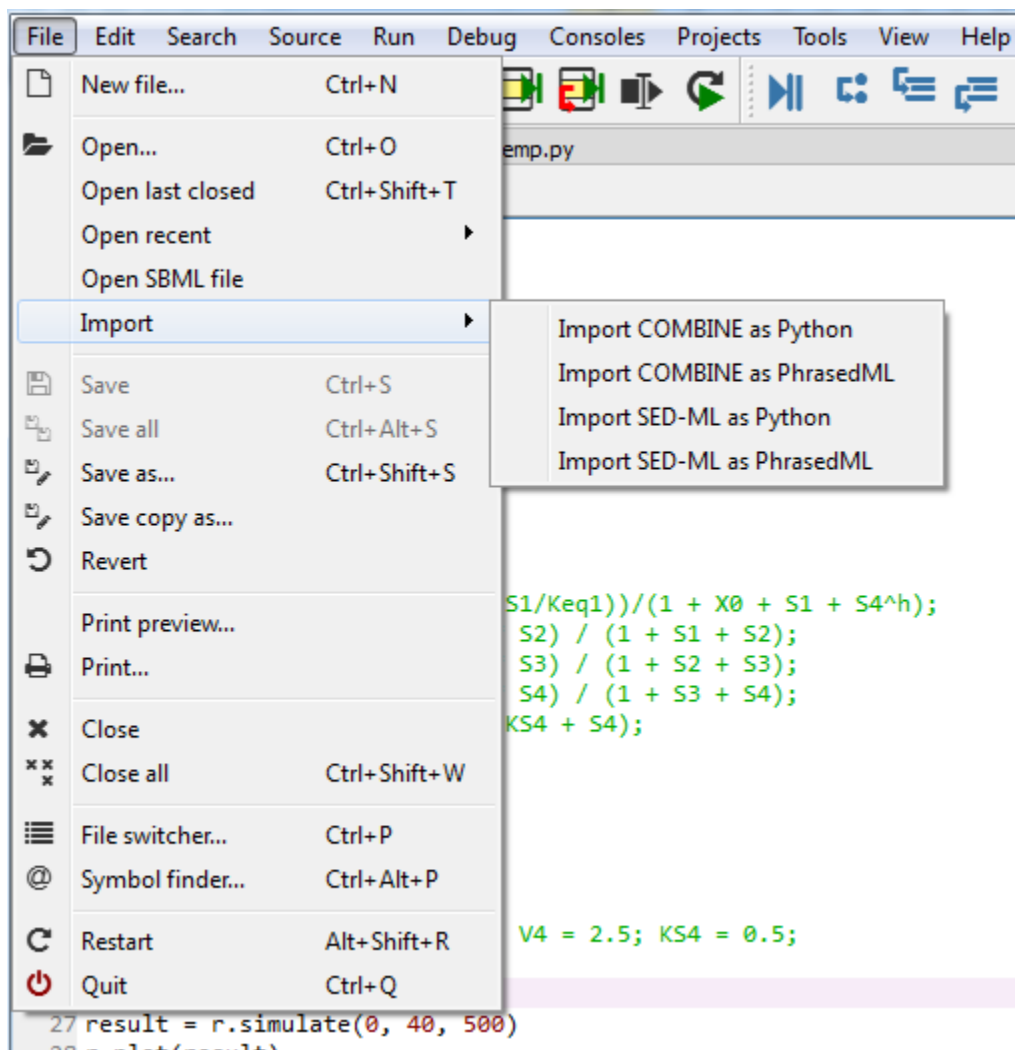 File Edit Search Source Run Debug Consoles Projects Tools View Help
New file... Ctrl+N
Open... Ctrl+O
emp.py
Open last closed Ctrl+Shift+T
Open recent
Open SBML file
Import
Import COMBINE as Python
Import COMBINE as PhrasedML
Import SED-ML as Python
Import SED-ML as PhrasedML
Save Ctrl+S
Save all Ctrl+Alt+S
Save as... Ctrl+Shift+S
Save copy as...
Revert
Print preview...
Print...
Close
Close all Ctrl+Shift+W
File switcher... Ctrl+P
@ Symbol finder... Ctrl+Alt+P
Restart Alt+Shift+R
Quit Ctrl+Q
S1/Keq1))/(1 + X0 + S1 + S4^h);
S2) / (1 + S1 + S2);
S3) / (1 + S2 + S3);
S4) / (1 + S3 + S4);
KS4 + S4);
V4 = 2.5; KS4 = 0.5;
27 result = r.simulate(0, 40, 500)